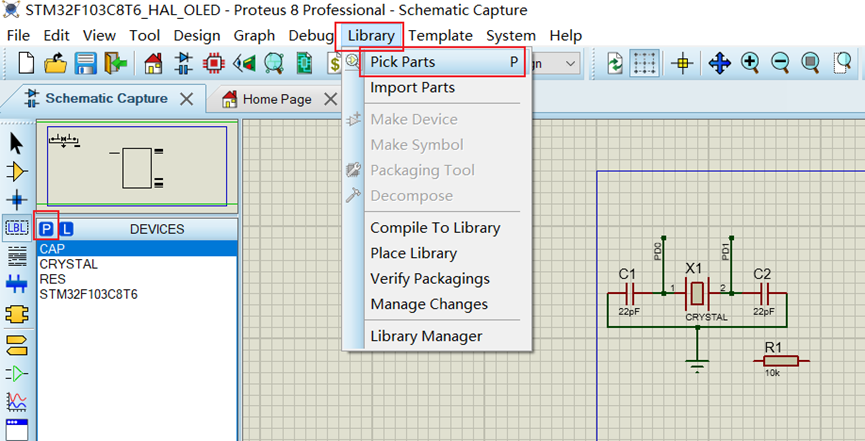 STM32F103C8T6_HAL_OLED - Proteus 8 Professional - Schematic Capture
File Edit View Tool Design Graph Debug Library Template System Help
Pick Parts P
Import Parts
Make Device
Make Symbol
Packaging Tool
Decompose
Compile To Library
Place Library
Verify Packagings
Manage Changes
Library Manager
Schematic Capture
Home Page
LBL
P L DEVICES
CAP
CRYSTAL
RES
STM32F103C8T6
PD0
PD1
C1
X1
C2
1
2
22pF
CRYSTAL
22pF
R1
10k